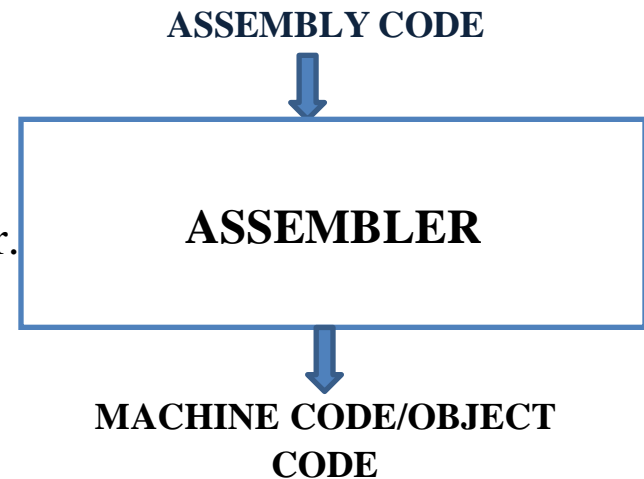 ASSEMBLY CODE
r.
ASSEMBLER
MACHINE CODE/OBJECT
CODE